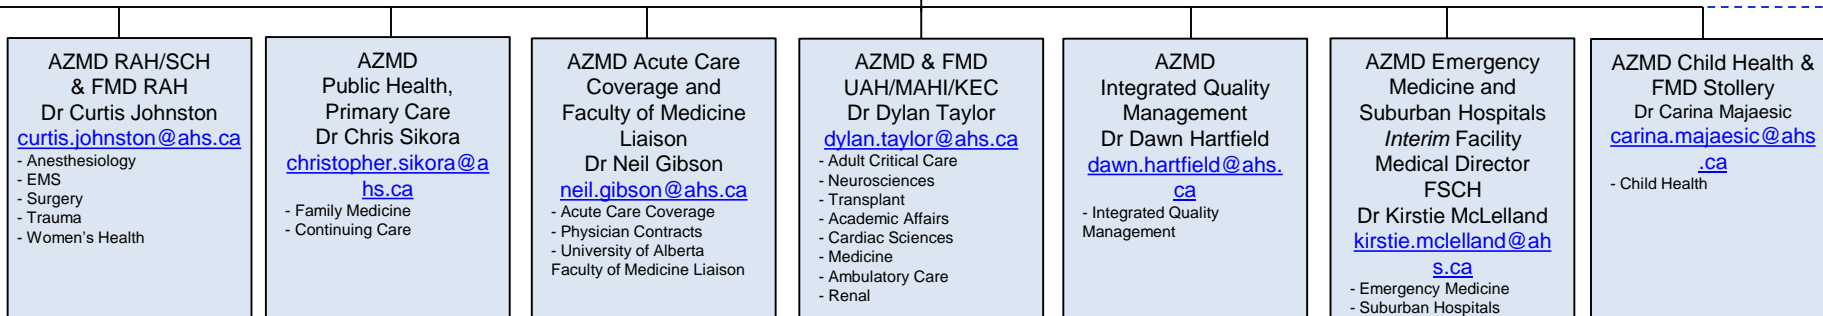 AZMD RAH/SCH
& FMD RAH
Dr Curtis Johnston
curtis.johnston@ahs.ca
- Anesthesiology
- EMS
- Surgery
- Trauma
- Women's Health
AZMD
Public Health,
Primary Care
Dr Chris Sikora
christopher.sikora@a
hs.ca
- Family Medicine
- Continuing Care
AZMD Acute Care
Coverage and
Faculty of Medicine
Liaison
Dr Neil Gibson
neil.gibson@ahs.ca
- Acute Care Coverage
- Physician Contracts
- University of Alberta
Faculty of Medicine Liaison
AZMD & FMD
UAH/MAHI/KEC
Dr Dylan Taylor
dylan.taylor@ahs.ca
- Adult Critical Care
- Neurosciences
- Transplant
- Academic Affairs
- Cardiac Sciences
- Medicine
- Ambulatory Care
- Renal
AZMD
Integrated Quality
Management
Dr Dawn Hartfield
dawn.hartfield@ahs.
ca
- Integrated Quality
Management
AZMD Emergency
Medicine and
Suburban Hospitals
Interim Facility
Medical Director
FSCH
Dr Kirstie McLelland
kirstie.mclelland@ah
s.ca
- Emergency Medicine
- Suburban Hospitals
AZMD Child Health &
FMD Stollery
Dr Carina Majaesic
carina.majaesic@ahs
.ca
- Child Health